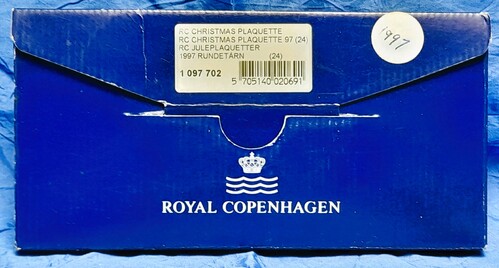 RC CHRISTMAS PLAQUETTE
RC CHRISTMAS PLAQUETTE 97 (24)
RC JULEPLAQUETTER
1997 RUNDETÅRN (24)
1 097 702
5 705140 020691
1997
ROYAL COPENHAGEN